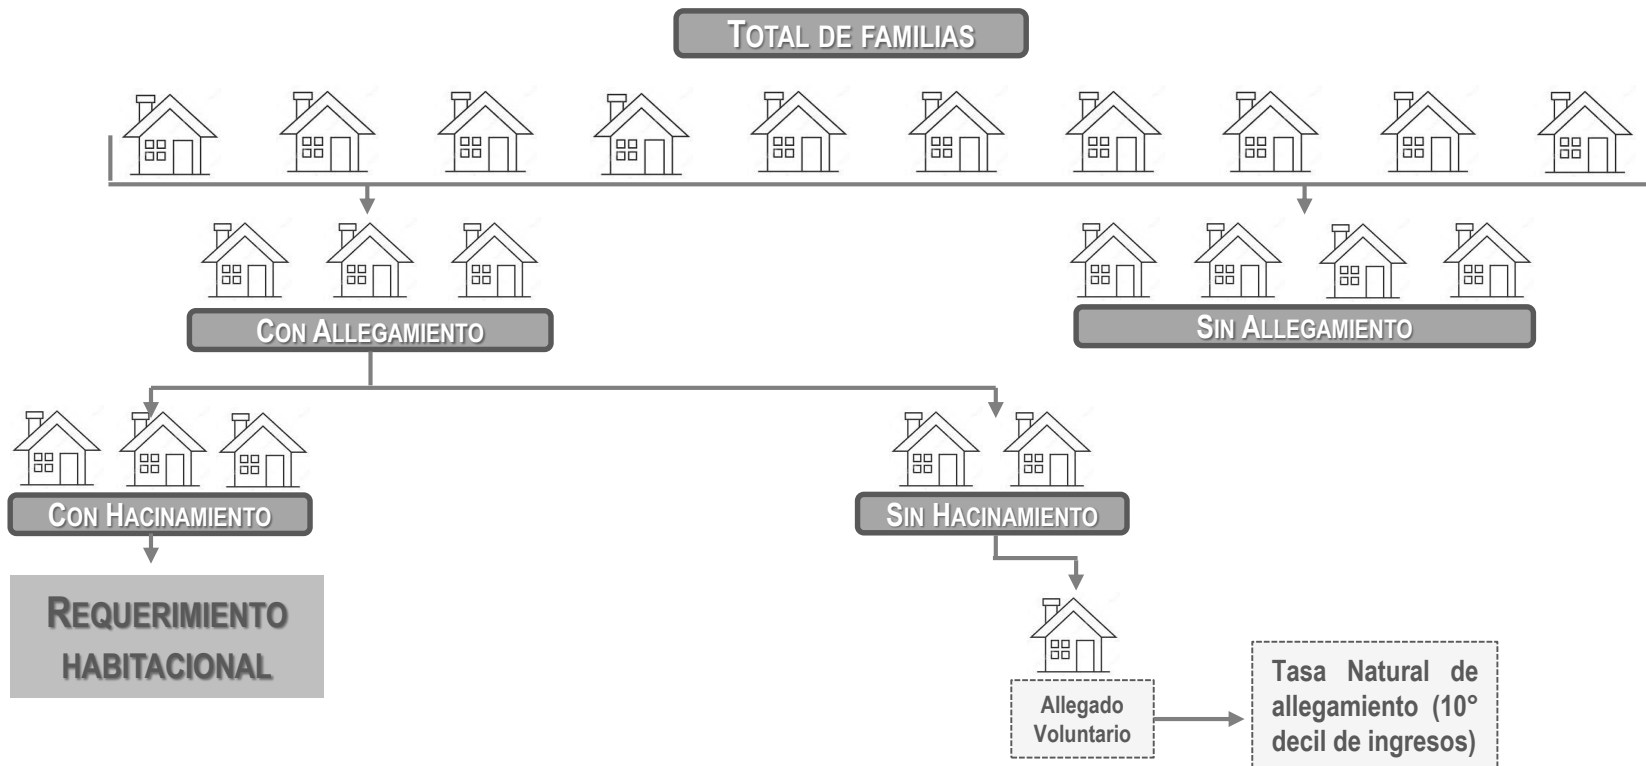 TOTAL DE FAMILIAS
CON ALLEGAMIENTO
SIN ALLEGAMIENTO
CON HACINAMIENTO
SIN HACINAMIENTO
REQUERIMIENTO
HABITACIONAL
Allegado
Voluntario
Tasa Natural de
allegamiento (10°
decil de ingresos)